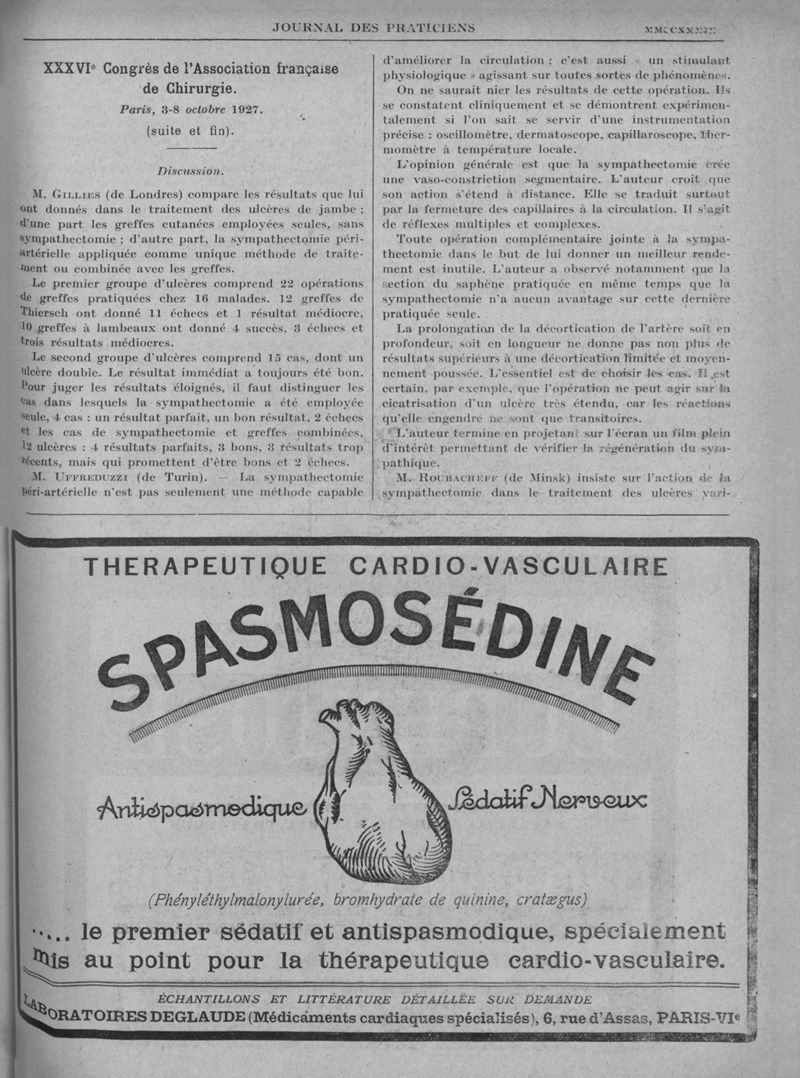 JOURNAL DES PRATICIENS
XXXVIe Congrès de l'Association française
de Chirurgie.
Paris, 3-8 octobre 1927.
(suite et fin).
Discussion.
M. GILLIES (de Londres) compare les résultats que lui
ont donnés dans le traitement des ulcères de jambe :
d'une part les greffes cutanées employées seules, sans
sympathectomie ; d'autre part, la sympathectomie péri-
artérielle appliquée comme unique méthode de traite-
ment ou combinée avec les greffes.
Le premier groupe d'ulcères comprend 22 opérations
de greffes pratiquées chez 16 malades. 12 greffes de
Thiersch ont donné 11 échecs et 1 résultat médiocre,
10 greffes à lambeaux ont donné 4 succès, 3 échecs et
trois résultats médiocres.
Le second groupe d'ulcères comprend 15 cas, dont un
ulcère double. Le résultat immédiat a toujours été bon.
Pour juger les résultats éloignés, il faut distinguer les
cas dans lesquels la sympathectomie a été employée
seule, 4 cas : un résultat parfait, un bon résultat, 2 échecs
et les cas de sympathectomie et greffes combinées,
12 ulcères : 4 résultats parfaits, 3 bons, 3 résultats trop
récents, mais qui promettent d'être bons et 2 échecs.
M. UFFREDUZZI (de Turin). — La sympathectomie
péri-artérielle n'est pas seulement une méthode capable
d'améliorer la circulation ; c'est aussi « un stimulant
physiologique » agissant sur toutes sortes de phénomènes.
On ne saurait nier les résultats de cette opération. Ils
se constatent cliniquement et se démontrent expérimen-
talement si l'on sait se servir d'une instrumentation
précise : oscillomètre, dermatoscope, capillaroscope, ther-
momètre à température locale.
L'opinion générale est que la sympathectomie crée
une vaso-constriction segmentaire. L'auteur croit que
son action s'étend à distance. Elle se traduit surtout
par la fermeture des capillaires à la circulation. Il s'agit
de réflexes multiples et complexes.
Toute opération complémentaire jointe à la sympa-
thectomie dans le but de lui donner un meilleur rende-
ment est inutile. L'auteur a observé notamment que la
section du saphène pratiquée en même temps que la
sympathectomie n'a aucun avantage sur cette dernière
pratiquée seule.
La prolongation de la décortication de l'artère soit en
profondeur, soit en longueur ne donne pas non plus de
résultats supérieurs à une décortication limitée et moyen-
nement poussée. L'essentiel est de choisir les cas. Il est
certain, par exemple, que l'opération ne peut agir sur la
cicatrisation d'un ulcère très étendu, car les réactions
qu'elle engendre ne sont que transitoires.
L'auteur termine en projetant sur l'écran un film plein
d'intérêt permettant de vérifier la régénération du sym-
pathique.
M. ROUBACHEFF (de Minsk) insiste sur l'action de la
sympathectomie dans le traitement des ulcères vari-
THERAPEUTIQUE CARDIO-VASCULAIRE
SPASMOSÉDINE
Antispasmodique Sédatif Nerveux
(Phényléthylmalonylurée, bromhydrate de quinine, cratægus)
..... le premier sédatif et antispasmodique, spécialement
mis au point pour la thérapeutique cardio-vasculaire.
ÉCHANTILLONS ET LITTÉRATURE DÉTAILLÉE SUR DEMANDE
LABORATOIRES DEGLAUDE (Médicaments cardiaques spécialisés), 6, rue d'Assas, PARIS-VIe